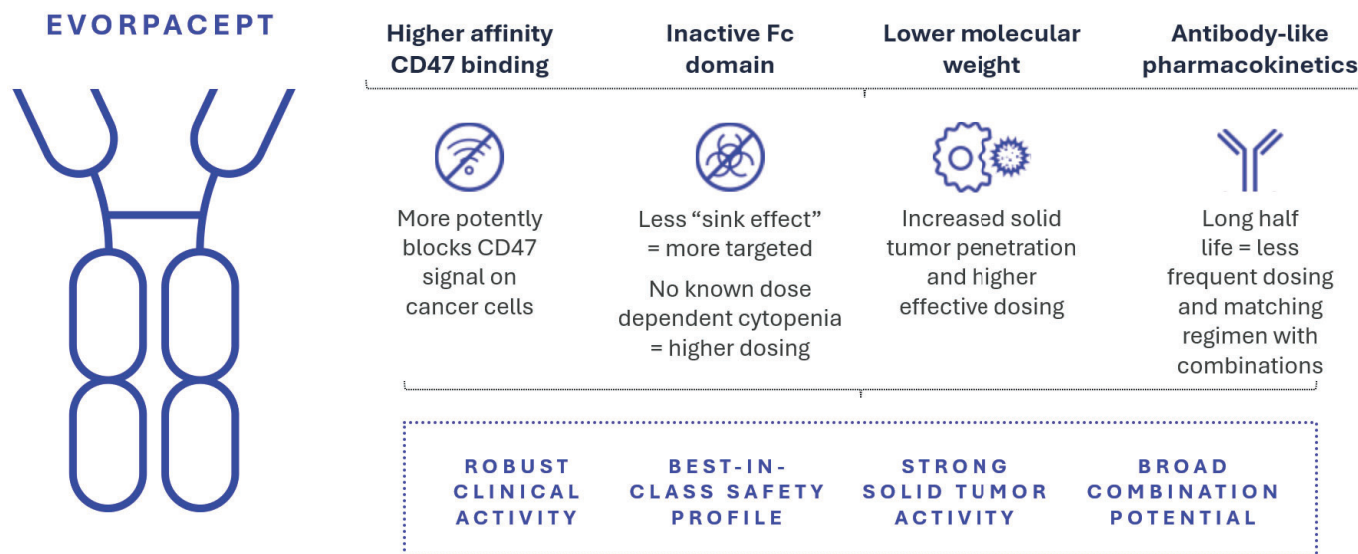 EVORPACEPT
Higher affinity
CD47 binding
Inactive Fc
domain
Lower molecular
weight
Antibody-like
pharmacokinetics
More potently
blocks CD47
signal on
cancer cells
Less “sink effect”
= more targeted
No known dose
dependent cytopenia
= higher dosing
Increased solid
tumor penetration
and higher
effective dosing
Long half
life = less
frequent dosing
and matching
regimen with
combinations
ROBUST
CLINICAL
ACTIVITY
BEST-IN-
CLASS SAFETY
PROFILE
STRONG
SOLID TUMOR
ACTIVITY
BROAD
COMBINATION
POTENTIAL